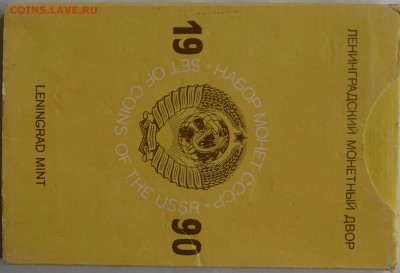 COINS.LAVE.RU
ЛЕНИНГРАДСКИЙ МОНЕТНЫЙ ДВОР
19
НАБОР МОНЕТ СССР · SET OF COINS OF THE USSR ·
90
LENINGRAD MINT